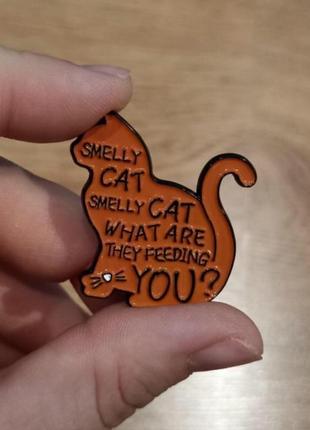 SMELLY
CAT
SMELLY CAT
WHAT ARE
THEY FEEDING
YOU?